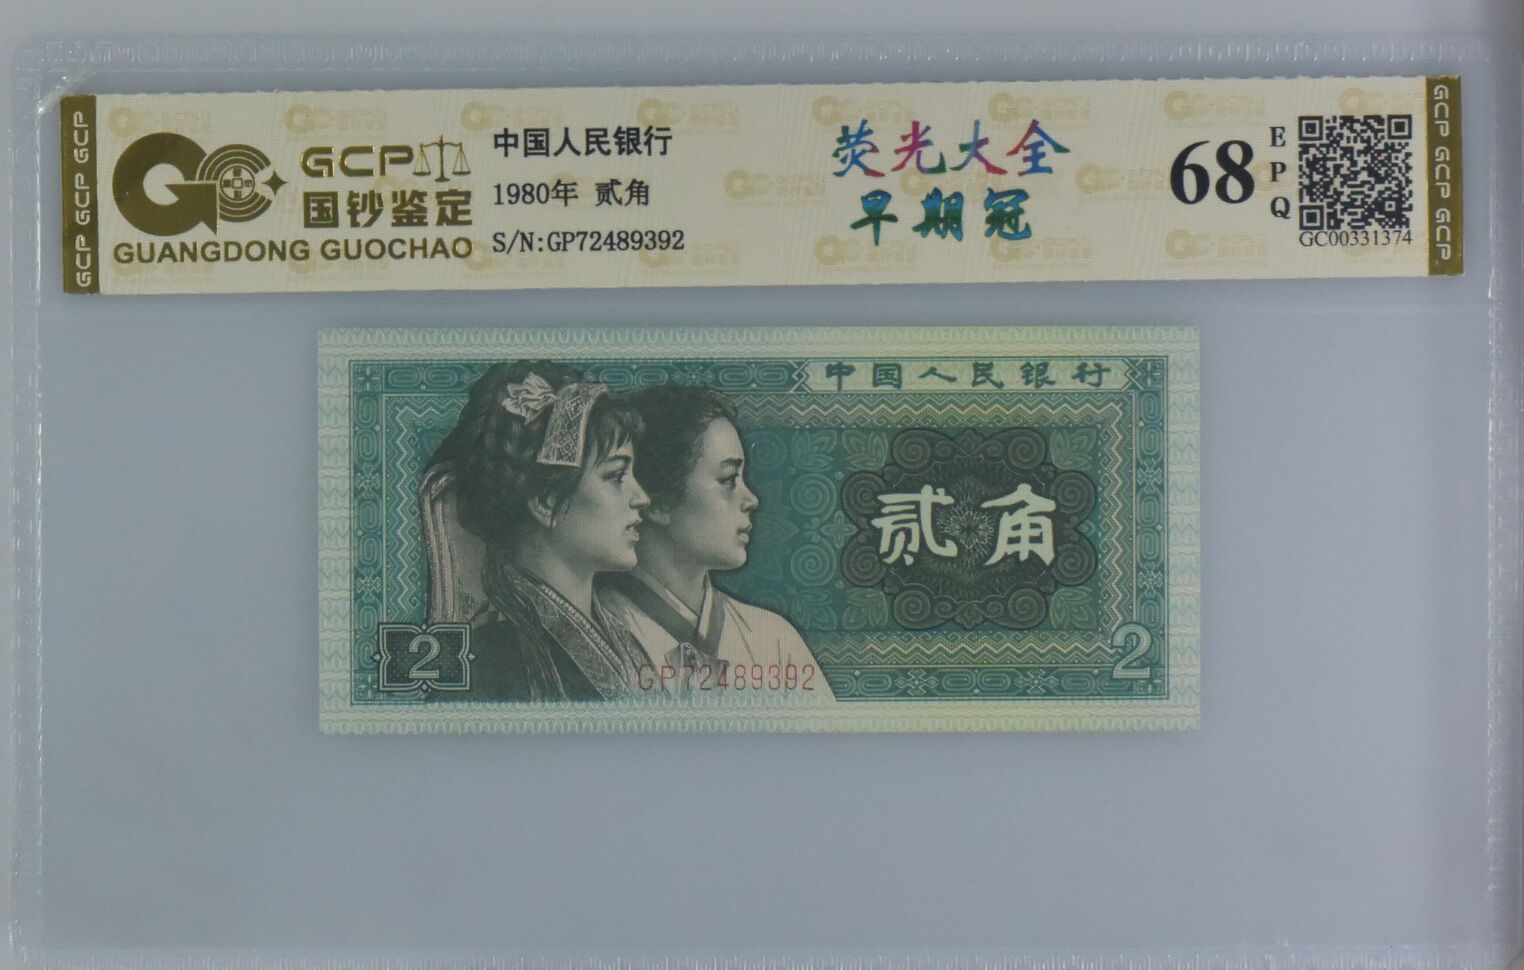 GCP GCP GCP
GCP
国钞鉴定
GUANGDONG GUOCHAO
中国人民银行
1980年 贰角
S/N:GP72489392
荧光大全
早期冠
68
EPQ
GC00331374
GCP GCP GCP
中国人民银行
贰角
2
2
GP72489392